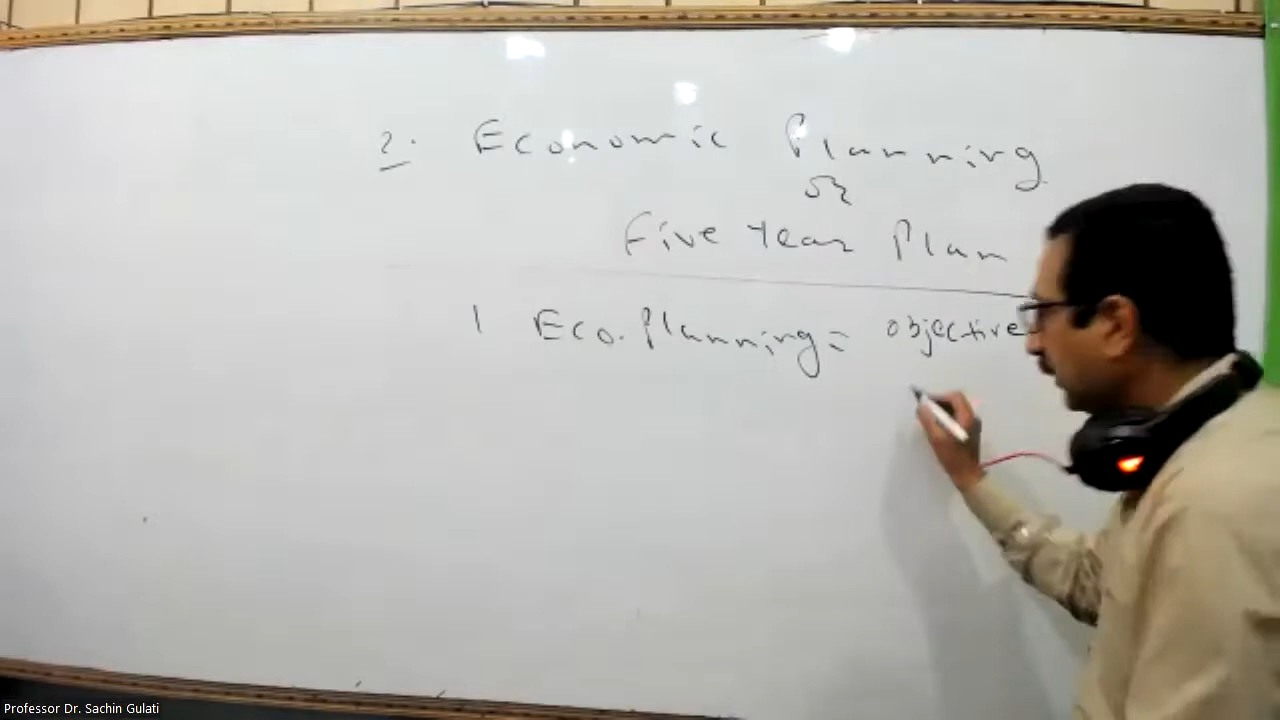 2. Economic Planning
or
Five Year Plan
1 Eco. Planning = objective
Professor Dr. Sachin Gulati